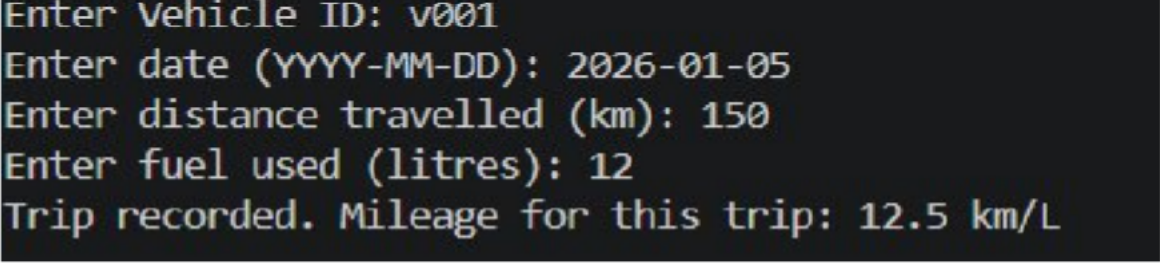 Enter Vehicle ID: v001
Enter date (YYYY-MM-DD): 2026-01-05
Enter distance travelled (km): 150
Enter fuel used (litres): 12
Trip recorded. Mileage for this trip: 12.5 km/L